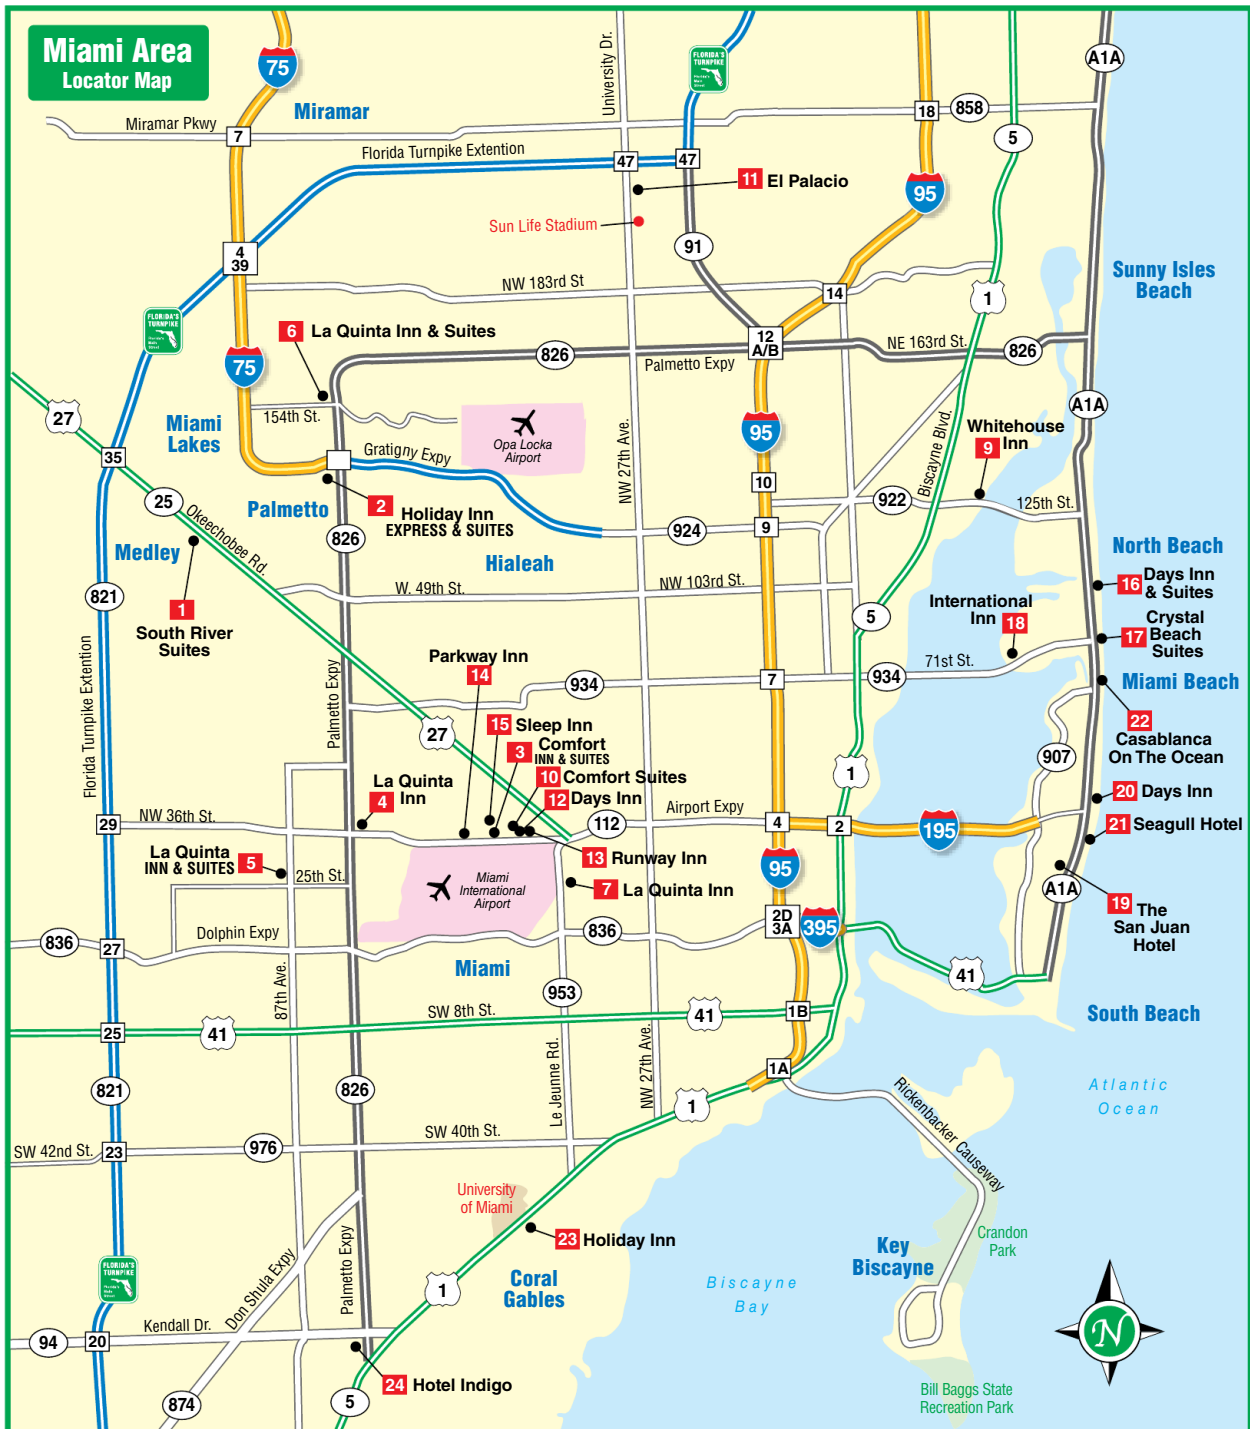 Miami Area
Locator Map
75
Miramar
University Dr.
FLORIDA'S
TURNPIKE
A1A
Miramar Pkwy
7
18
858
5
Florida Turnpike Extention
47
47
11 El Palacio
95
Sun Life Stadium
91
4
39
Sunny Isles
Beach
NW 183rd St
14
1
FLORIDA'S
TURNPIKE
6 La Quinta Inn & Suites
12
A/B
NE 163rd St.
826
826
Palmetto Expy
75
27
Miami
Lakes
154th St.
Opa Locka
Airport
NW 27th Ave.
95
Biscayne Blvd.
A1A
Whitehouse
9 Inn
35
Gratigny Expy
10
25
Okeechobee Rd.
Palmetto
2 Holiday Inn
EXPRESS & SUITES
922
125th St.
826
924
9
Medley
Hialeah
North Beach
821
W. 49th St.
NW 103rd St.
16 Days Inn
& Suites
1
South River
Suites
International
Inn 18
5
17 Crystal
Beach
Suites
Florida Turnpike Extention
Palmetto Expy
Parkway Inn
14
934
7
934
71st St.
Miami Beach
27
15 Sleep Inn
3 Comfort
INN & SUITES
22
Casablanca
On The Ocean
907
La Quinta
4 Inn
10 Comfort Suites
12 Days Inn
1
20 Days Inn
29
NW 36th St.
112
Airport Expy
4
2
195
21 Seagull Hotel
La Quinta
INN & SUITES 5
25th St.
13 Runway Inn
95
Miami
International
Airport
7 La Quinta Inn
A1A
19 The
San Juan
Hotel
836
27
Dolphin Expy
836
2D
3A
395
Miami
41
87th Ave.
953
South Beach
25
41
SW 8th St.
41
1B
821
826
Le Jeunne Rd.
NW 27th Ave.
1
1A
Rickenbacker Causeway
Atlantic
Ocean
SW 42nd St.
23
976
SW 40th St.
University
of Miami
23 Holiday Inn
Crandon
Park
Key
Biscayne
FLORIDA'S
TURNPIKE
Don Shula Expy
Palmetto Expy
1
Coral
Gables
Biscayne
Bay
94
20
Kendall Dr.
N
24 Hotel Indigo
874
5
Bill Baggs State
Recreation Park